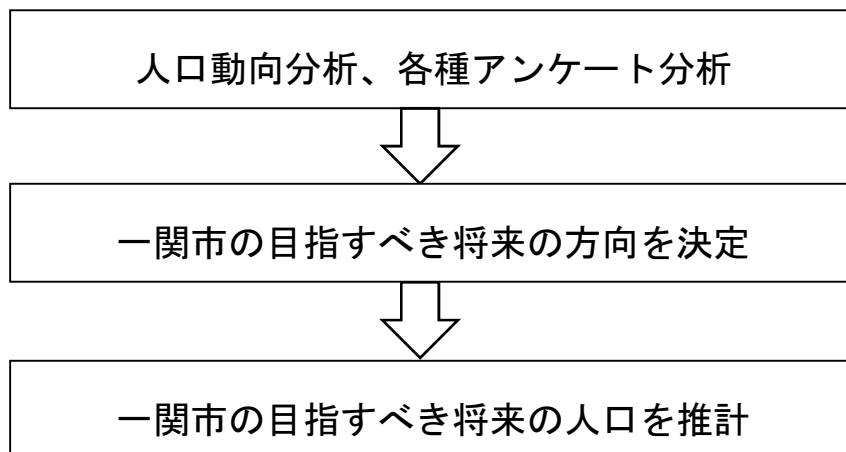 人口動向分析、各種アンケート分析
一関市の目指すべき将来の方向を決定
一関市の目指すべき将来の人口を推計